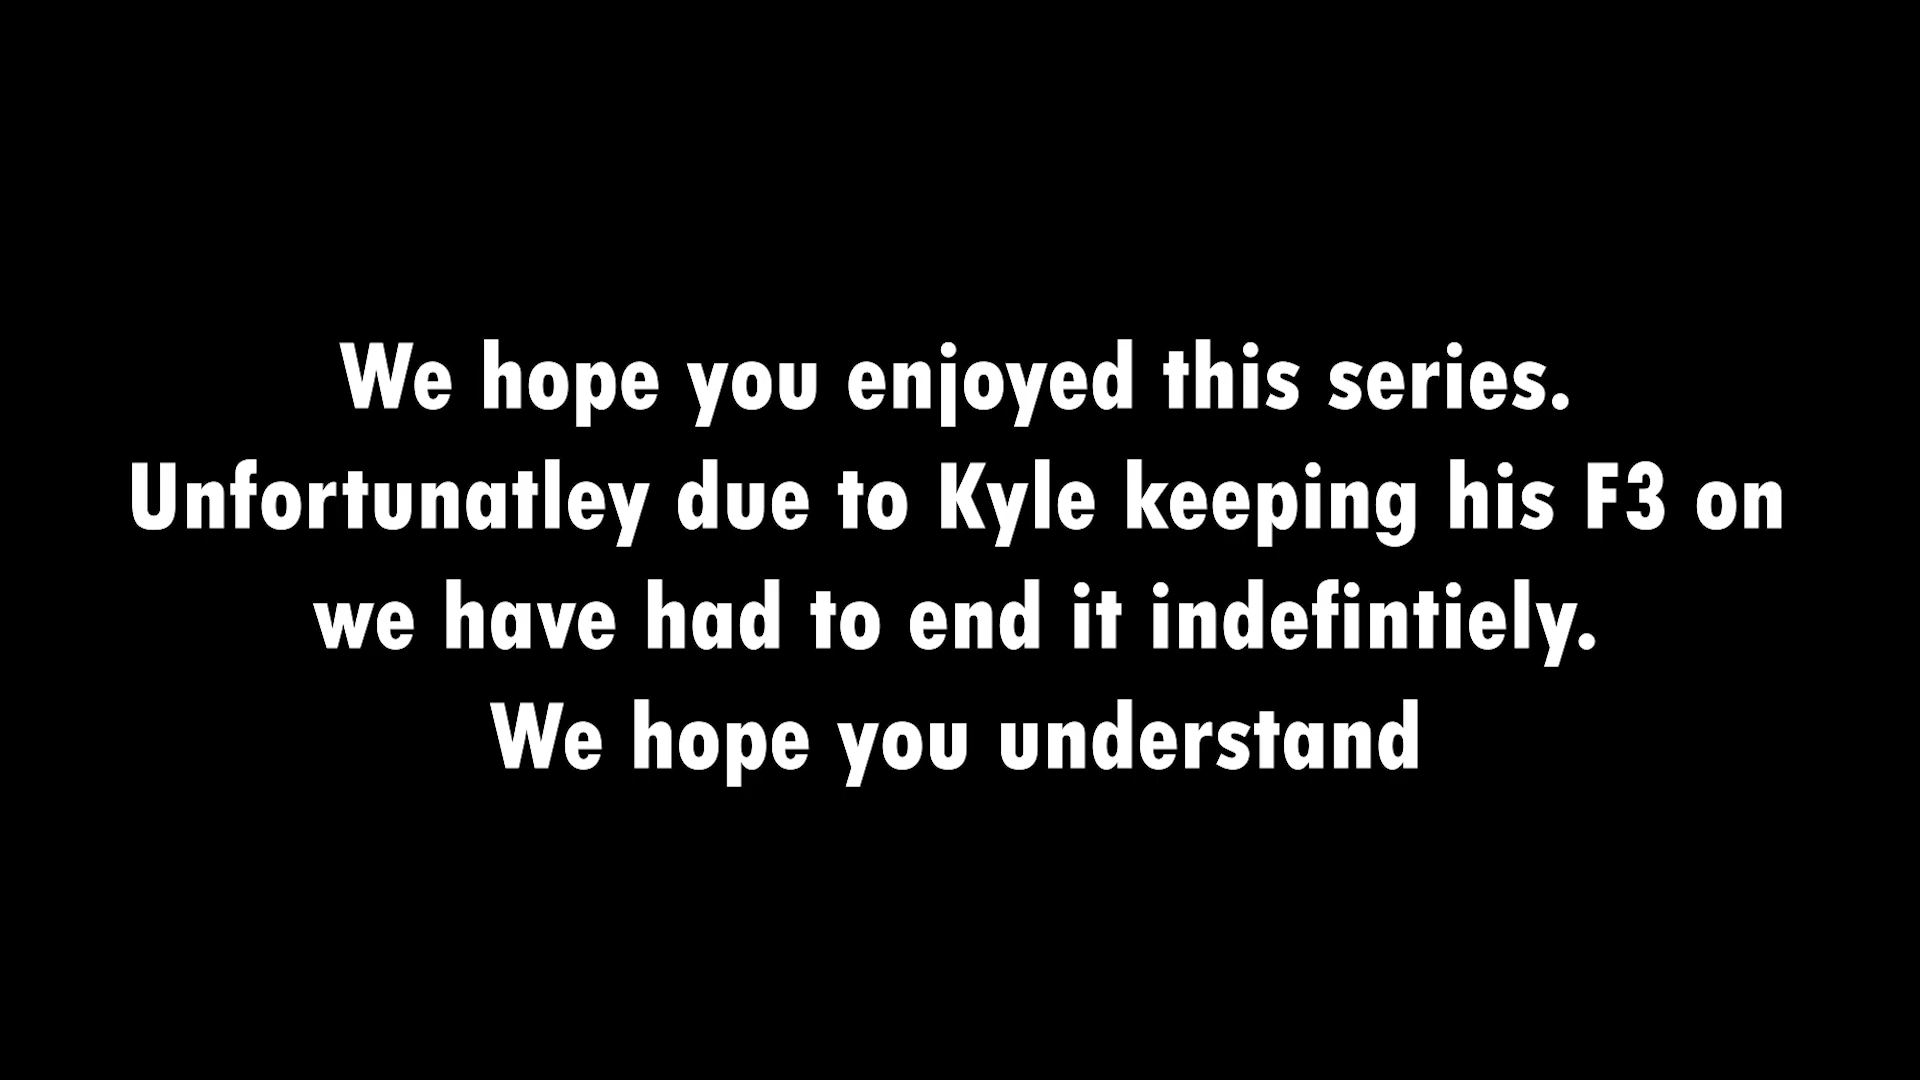 We hope you enjoyed this series.
Unfortunatley due to Kyle keeping his F3 on
we have had to end it indefintiely.
We hope you understand